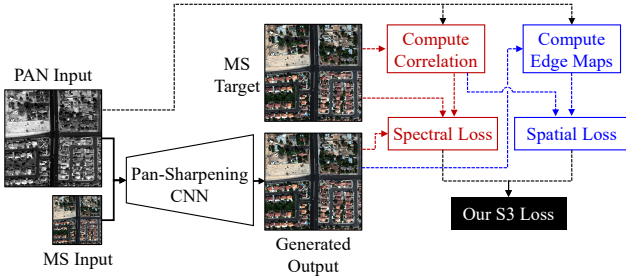 PAN Input
MS Input
Pan-Sharpening
CNN
MS
Target
Generated
Output
Compute
Correlation
Compute
Edge Maps
Spectral Loss
Spatial Loss
Our S3 Loss